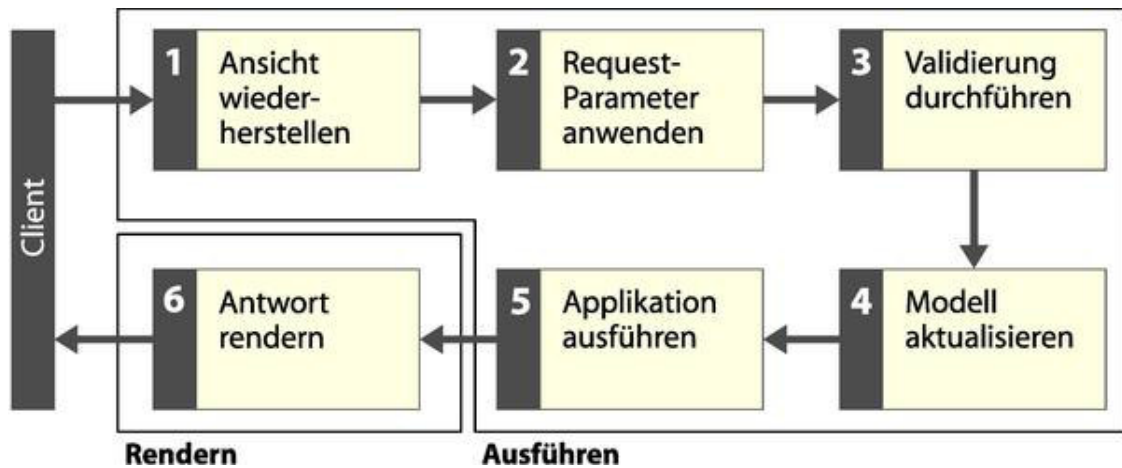 Client
1
Ansicht
wieder-
herstellen
2
Request-
Parameter
anwenden
3
Validierung
durchführen
6
Antwort
rendern
5
Applikation
ausführen
4
Modell
aktualisieren
Rendern
Ausführen